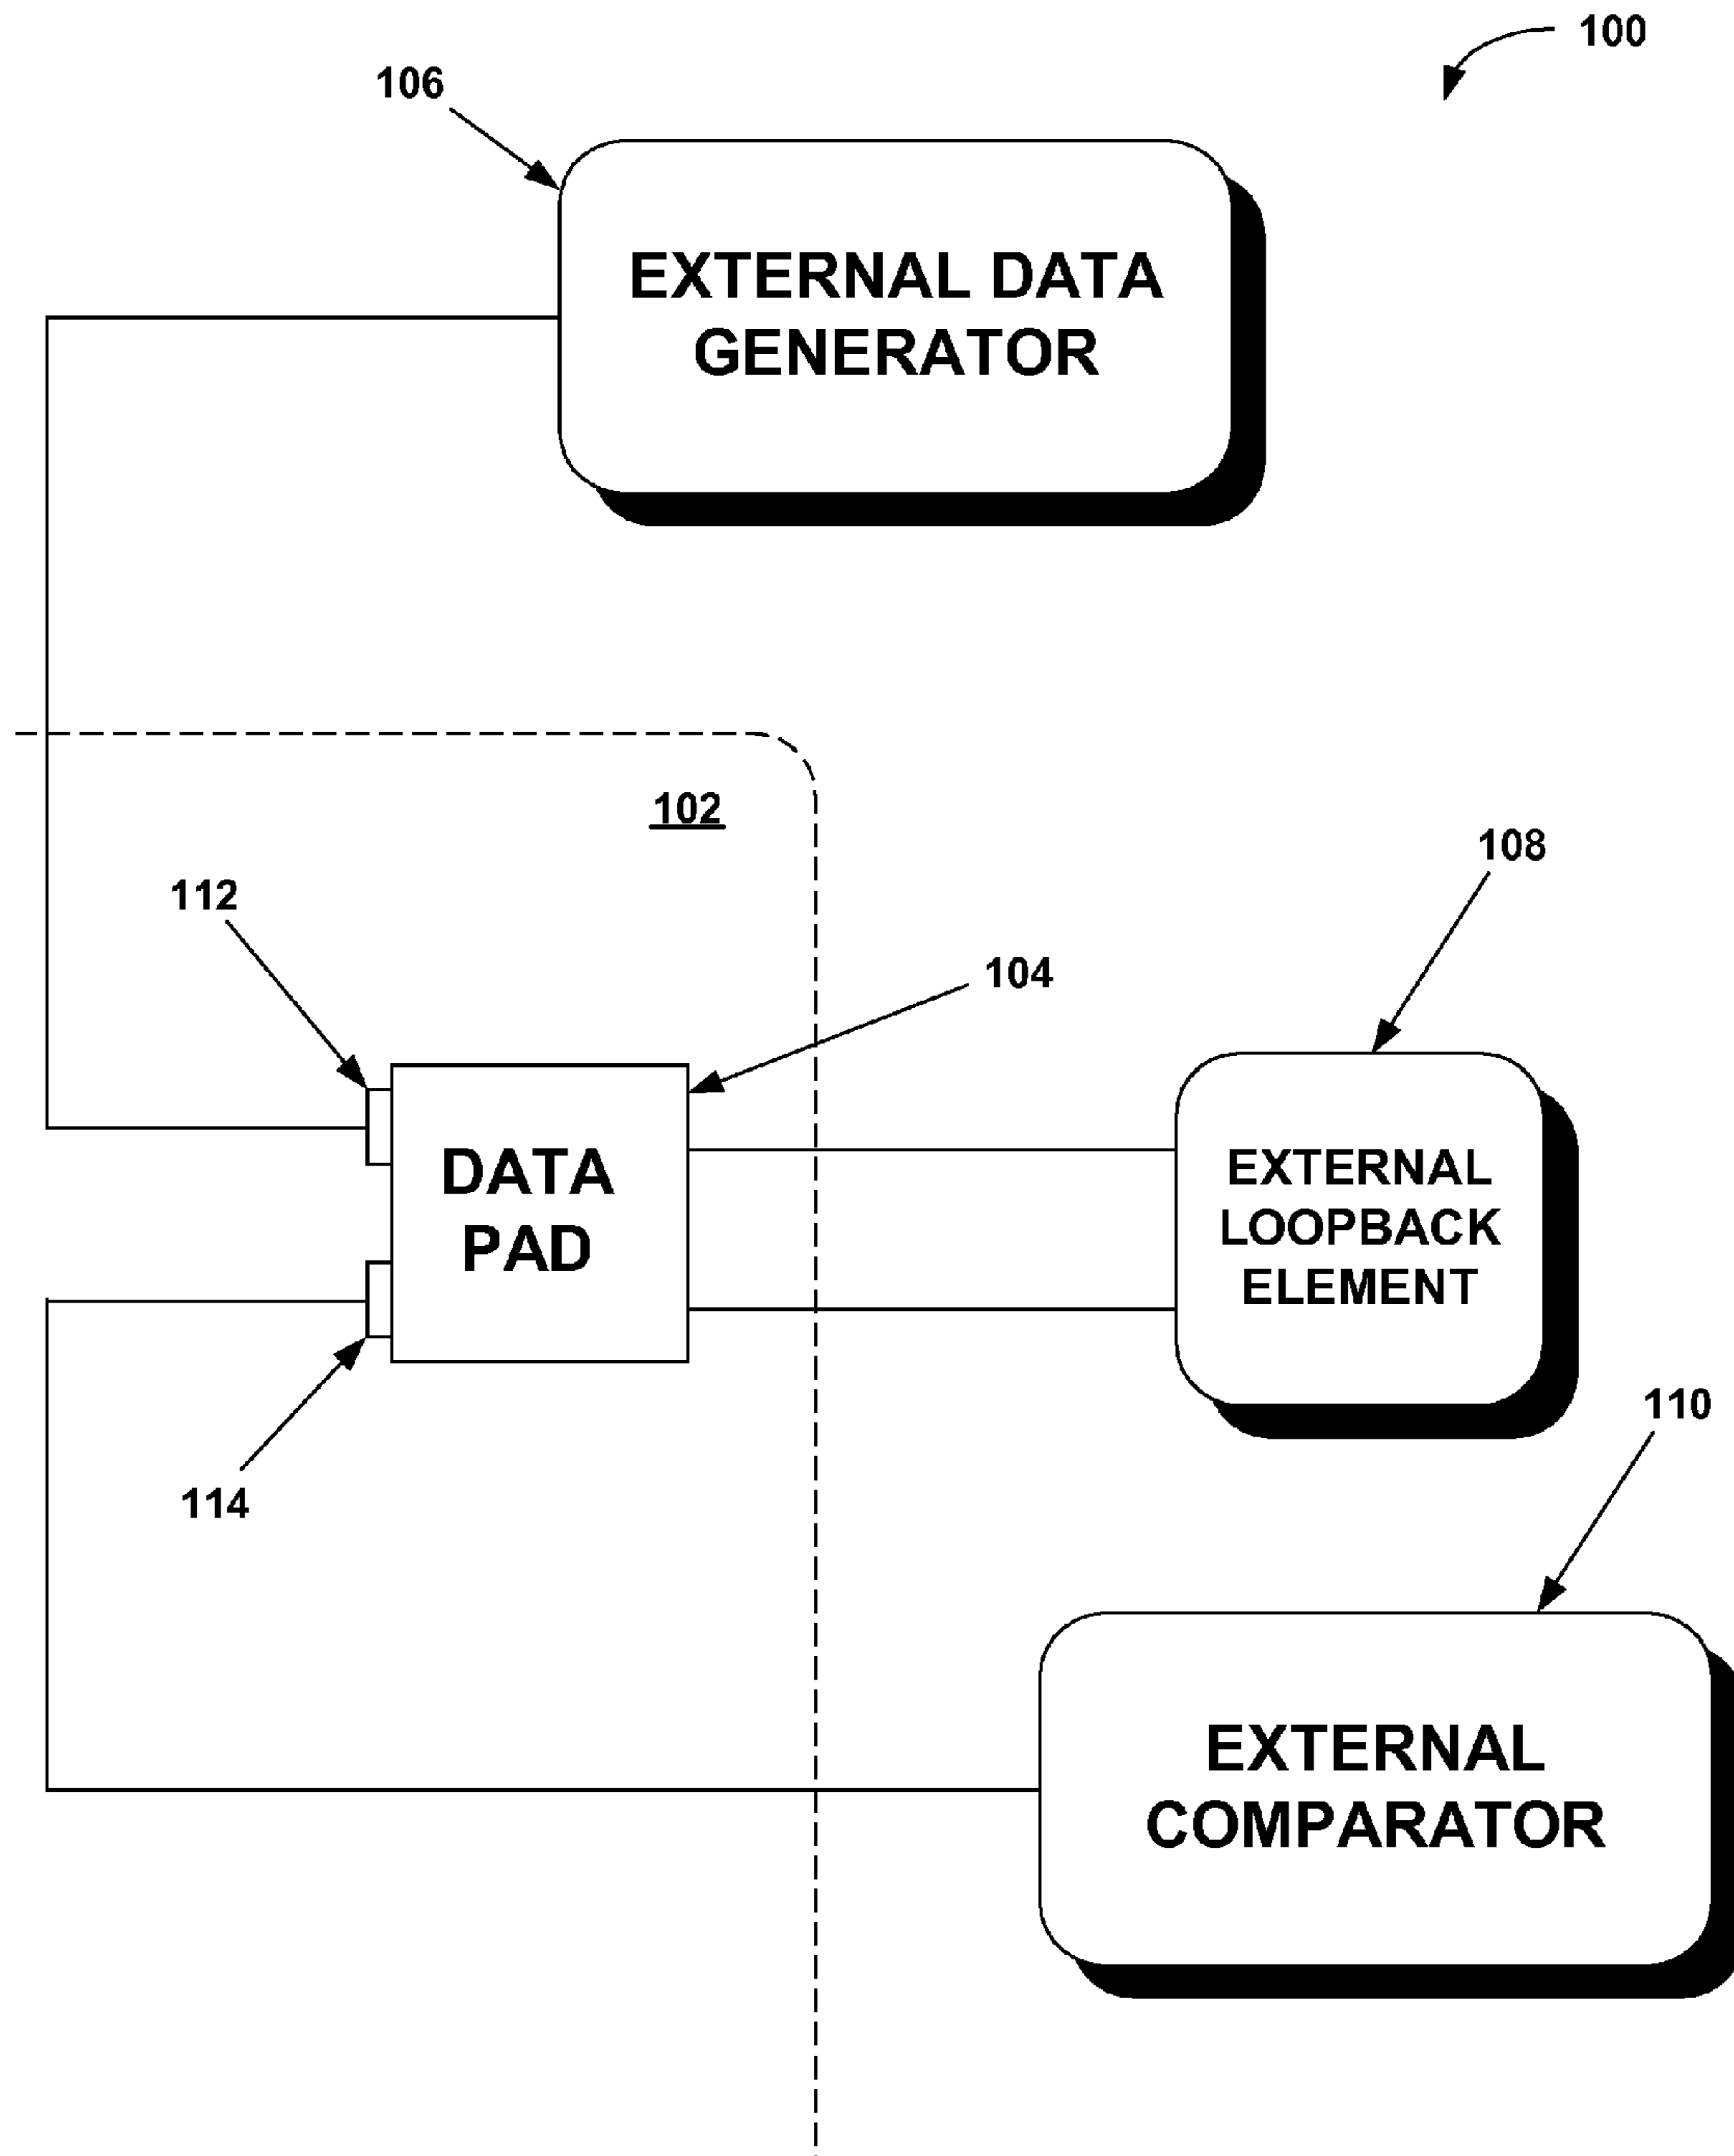 100
106
EXTERNAL DATA
GENERATOR
102
108
112
104
DATA
PAD
EXTERNAL
LOOPBACK
ELEMENT
110
114
EXTERNAL
COMPARATOR